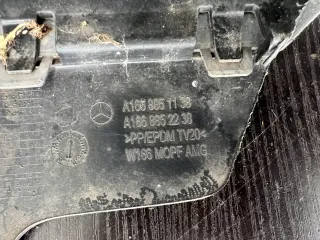 A166 885 11 38
A166 885 22 38
>PP/EPDM TV20<
W166 MOPF AMG